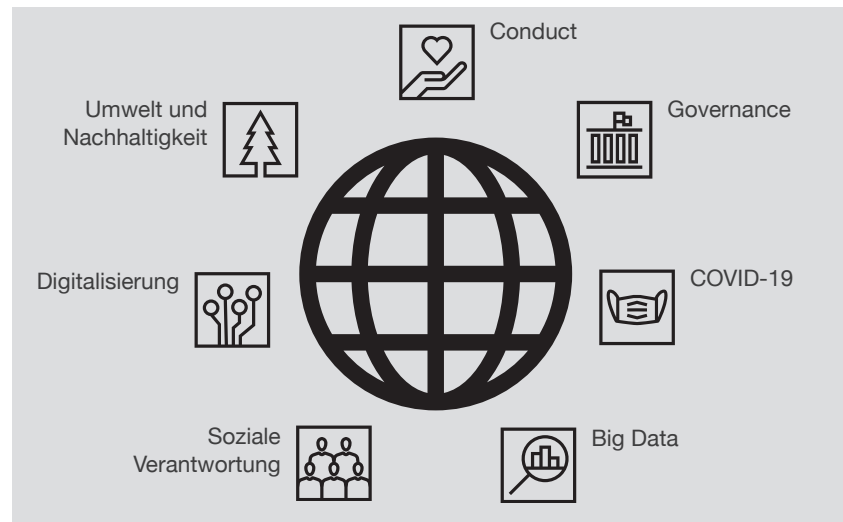 Conduct
Umwelt und
Nachhaltigkeit
Governance
Digitalisierung
COVID-19
Soziale
Verantwortung
Big Data